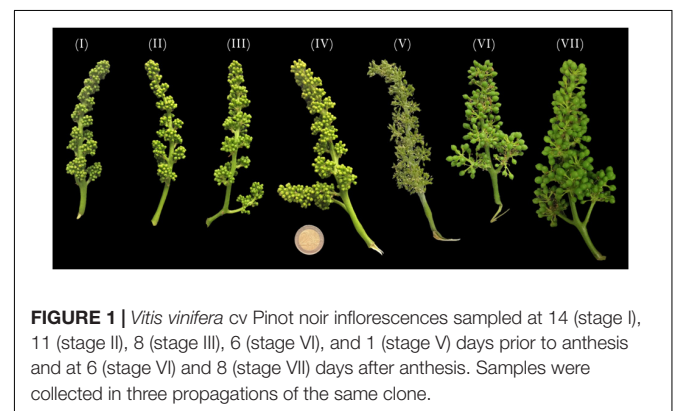 (I) (II) (III) (IV) (V) (VI) (VII)
FIGURE 1 | Vitis vinifera cv Pinot noir inflorescences sampled at 14 (stage I),
11 (stage II), 8 (stage III), 6 (stage VI), and 1 (stage V) days prior to anthesis
and at 6 (stage VI) and 8 (stage VII) days after anthesis. Samples were
collected in three propagations of the same clone.